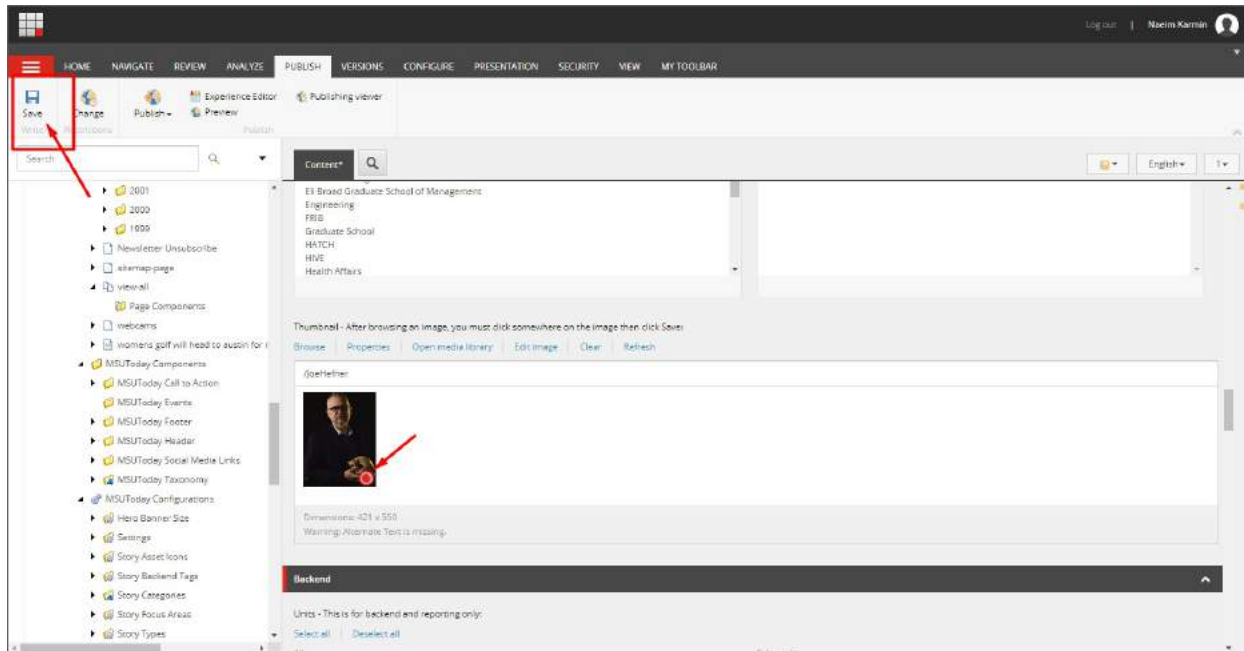 Log out | Naeim Karmin
HOME NAVIGATE REVIEW ANALYZE PUBLISH VERSIONS CONFIGURE PRESENTATION SECURITY VIEW MY TOOLBAR
Save
Write
Change
Restrictions
Publish
Experience Editor
Preview
Publish
Publishing viewer
Search
Content*
English
1
2001
2000
1999
Newsletter Unsubscribe
sitemap-page
view-all
Page Components
webcams
womens golf will head to austin for
MSUToday Components
MSUToday Call to Action
MSUToday Events
MSUToday Footer
MSUToday Header
MSUToday Social Media Links
MSUToday Taxonomy
MSUToday Configurations
Hero Banner Size
Settings
Story Asset Icons
Story Backend Tags
Story Categories
Story Focus Areas
Story Types
Eli Broad Graduate School of Management
Engineering
FRIB
Graduate School
HATCH
HIVE
Health Affairs
Thumbnail - After browsing an image, you must click somewhere on the image then click Save:
Browse Properties Open media library Edit image Clear Refresh
/JoeHefner
Dimensions: 421 x 550
Warning: Alternate Text is missing.
Backend
Units - This is for backend and reporting only:
Select all Deselect all